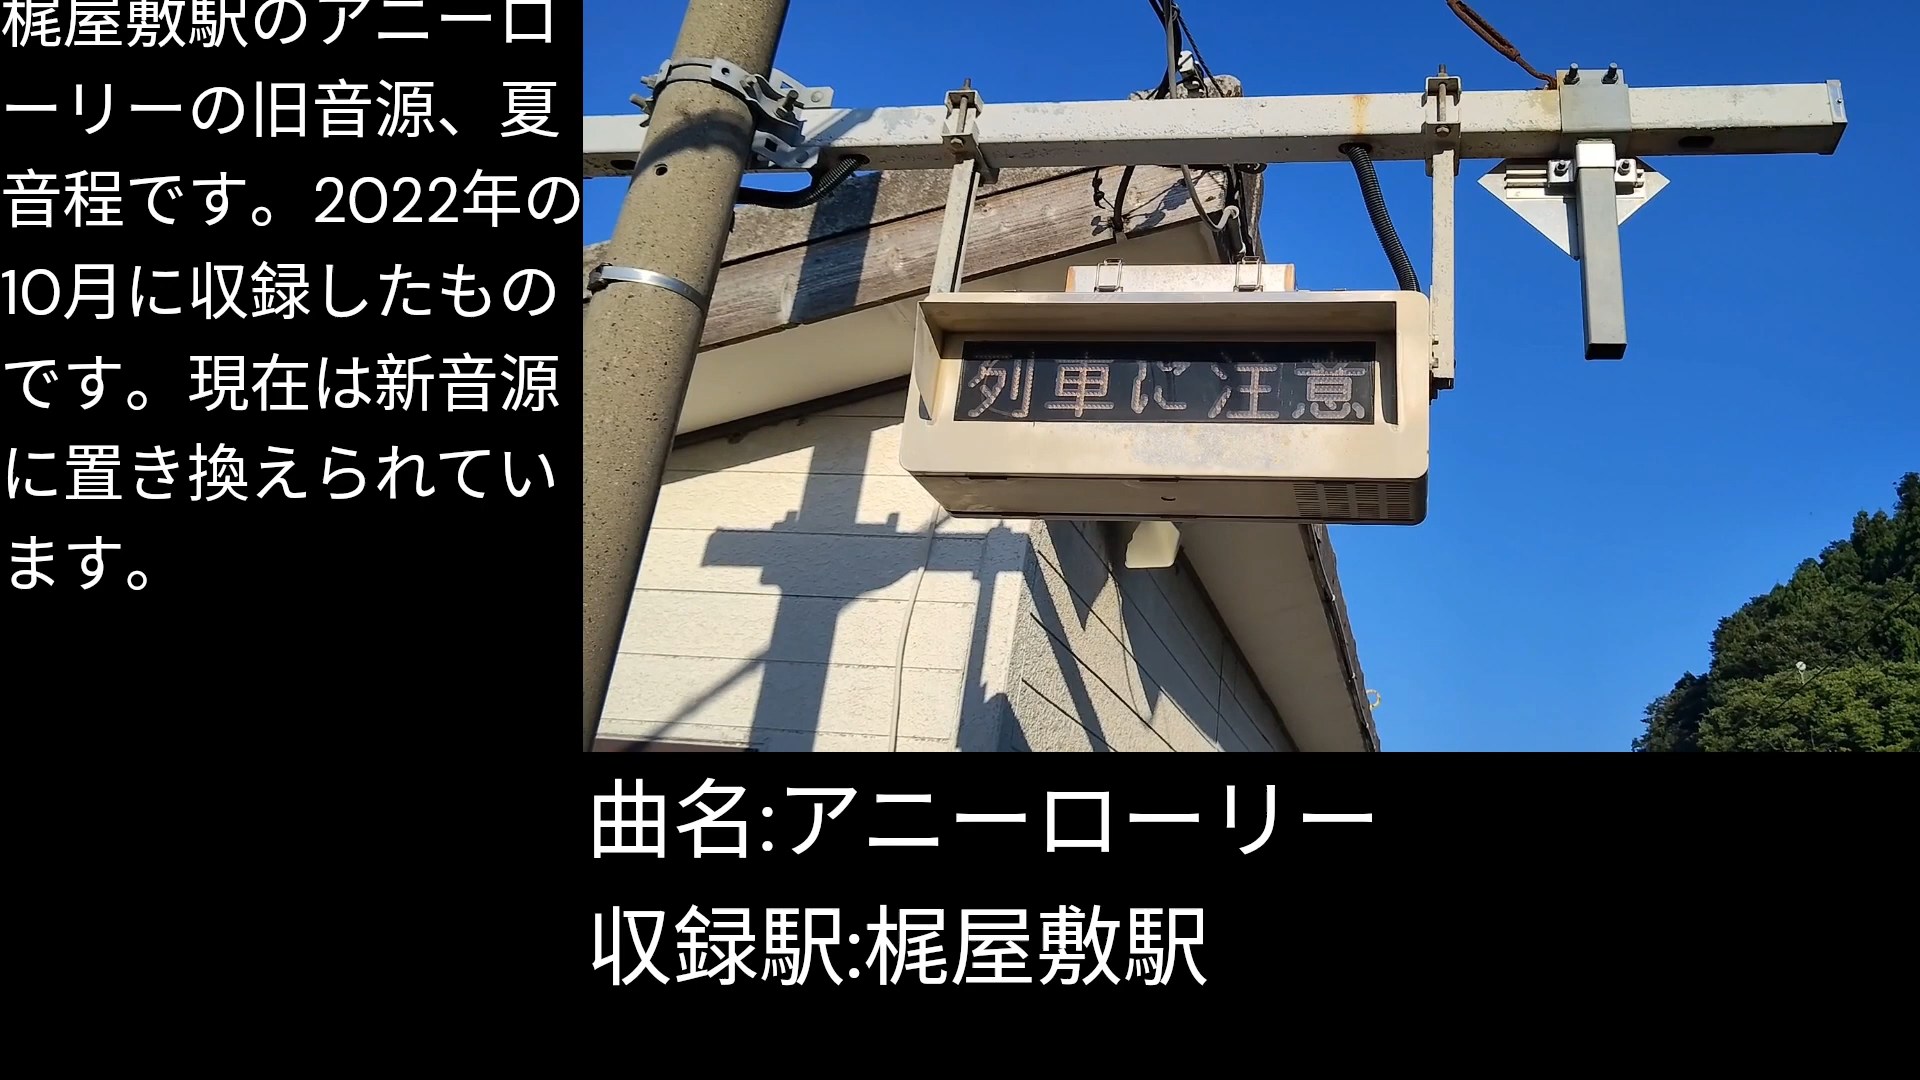 梶屋敷駅のアニーロ
ーリーの旧音源、夏
音程です。2022年の
10月に収録したもの
です。現在は新音源
に置き換えられてい
ます。
列車に注意
曲名:アニーローリー
収録駅:梶屋敷駅